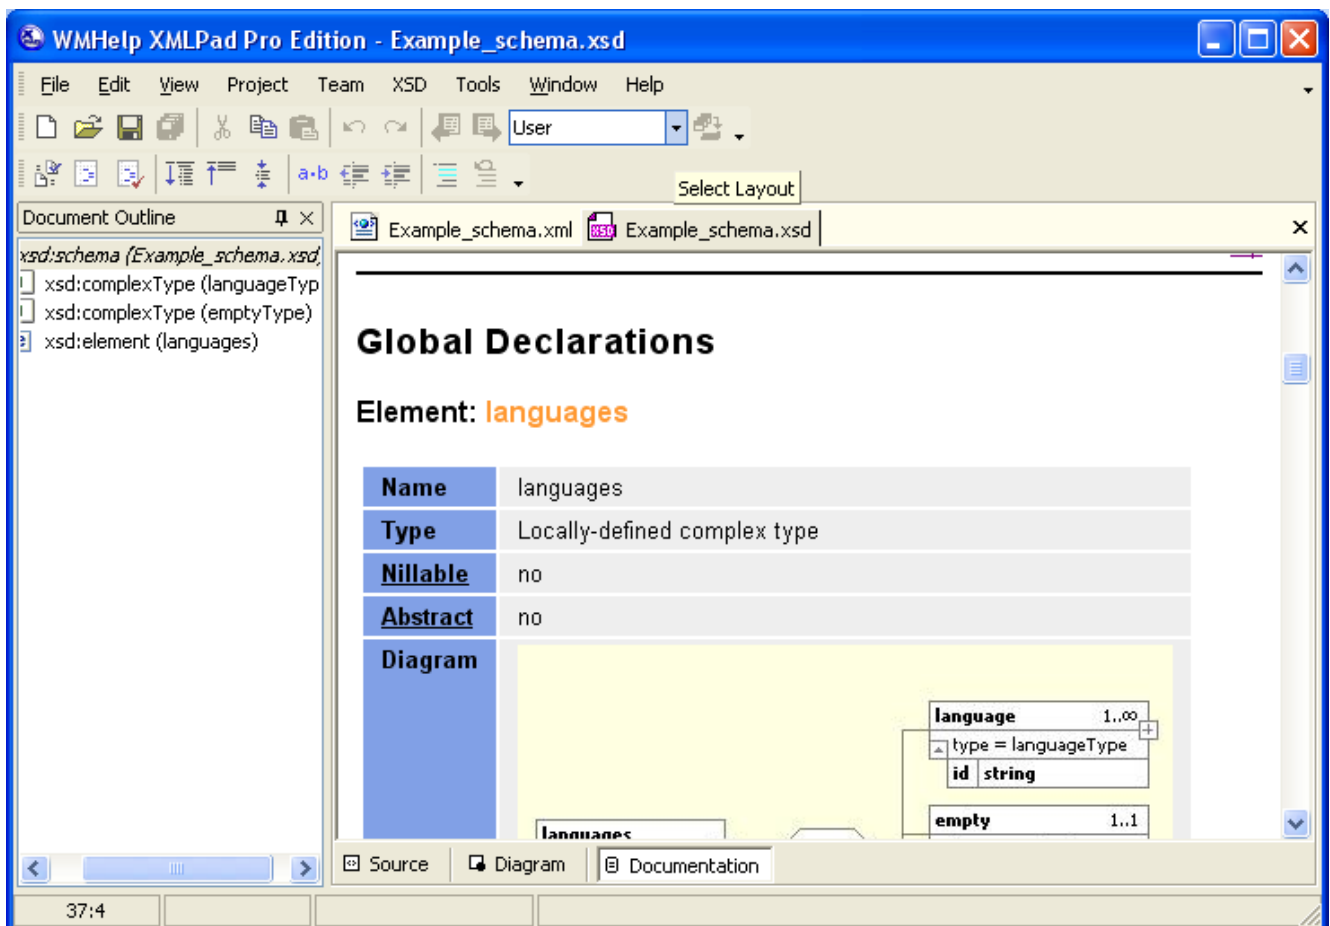 WMHelp XMLPad Pro Edition - Example_schema.xsd
File Edit View Project Team XSD Tools Window Help
User
a·b
Select Layout
Document Outline
Example_schema.xml XSD Example_schema.xsd
xsd:schema (Example_schema.xsd)
xsd:complexType (languageTyp
xsd:complexType (emptyType)
xsd:element (languages)
Global Declarations
Element: languages
Name languages
Type Locally-defined complex type
Nillable no
Abstract no
Diagram
language 1..∞
type = languageType
id string
empty 1..1
languages
Source Diagram Documentation
37:4